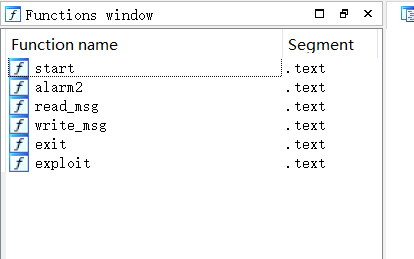 Functions window
Function name Segment
f start .text
f alarm2 .text
f read_msg .text
f write_msg .text
f exit .text
f exploit .text